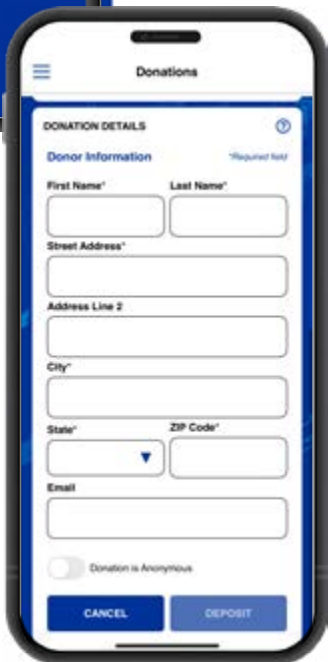 Donations
DONATION DETAILS
Donor Information *Required field
First Name* Last Name*
Street Address*
Address Line 2
City*
State* ZIP Code*
Email
Donation is Anonymous
CANCEL DEPOSIT